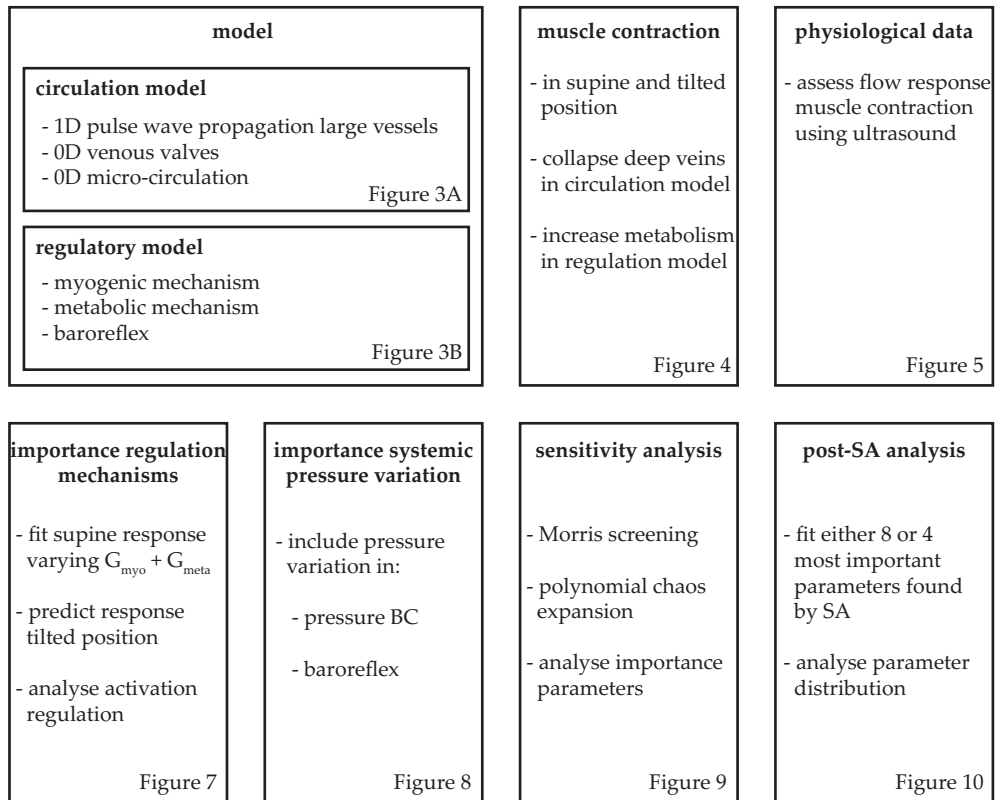 model
circulation model
- 1D pulse wave propagation large vessels
- 0D venous valves
- 0D micro-circulation
Figure 3A
regulatory model
- myogenic mechanism
- metabolic mechanism
- baroreflex
Figure 3B
muscle contraction
- in supine and tilted
position
- collapse deep veins
in circulation model
- increase metabolism
in regulation model
Figure 4
physiological data
- assess flow response
muscle contraction
using ultrasound
Figure 5
importance regulation
mechanisms
- fit supine response
varying Gmyo + Gmeta
- predict response
tilted position
- analyse activation
regulation
Figure 7
importance systemic
pressure variation
- include pressure
variation in:
- pressure BC
- baroreflex
Figure 8
sensitivity analysis
- Morris screening
- polynomial chaos
expansion
- analyse importance
parameters
Figure 9
post-SA analysis
- fit either 8 or 4
most important
parameters found
by SA
- analyse parameter
distribution
Figure 10